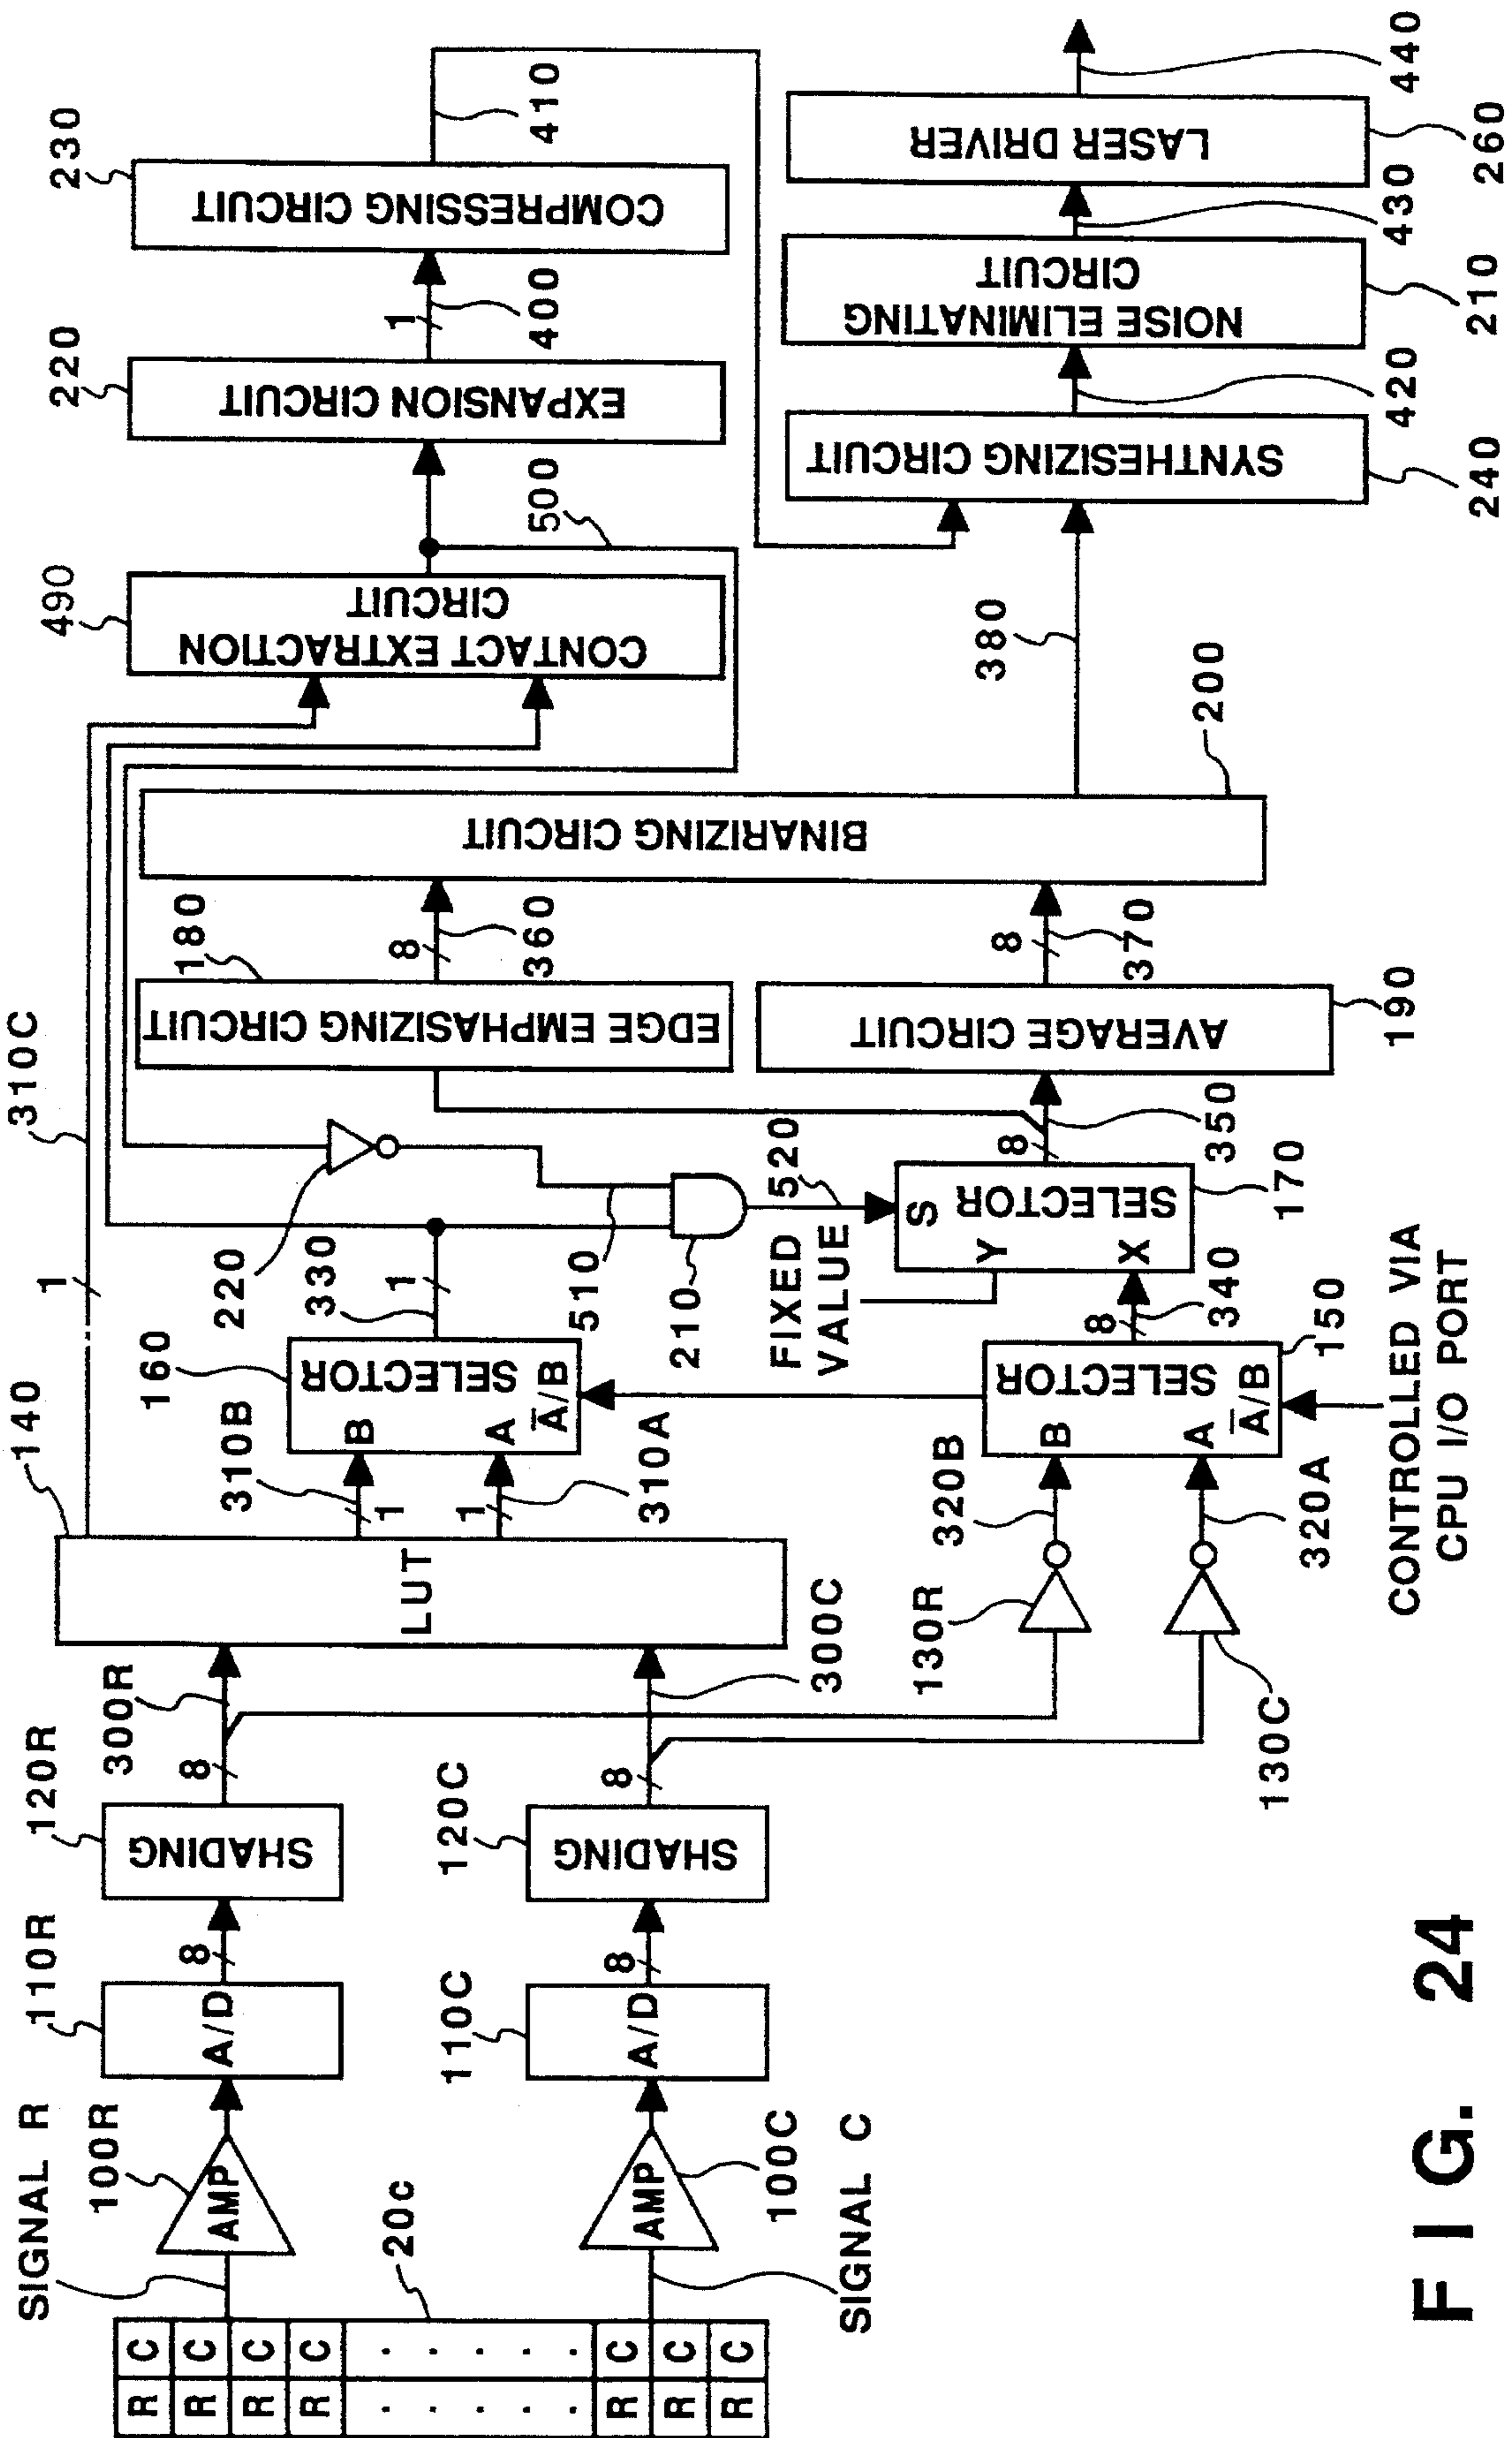 SIGNAL R
100R
AMP
110R
A/D
8
120R
SHADING
8
300R
140
LUT
310C
1
R C
R C
R C
R C
. . . . .
. . . . .
R C
R C
R C
20c
SIGNAL C
100C
AMP
110C
A/D
8
120C
SHADING
8
300C
310B
1
310A
1
160
SELECTOR
B
A
A̅/B
330
1
220
510
210
520
FIXED
VALUE
130R
130C
320B
320A
150
SELECTOR
B
A
A̅/B
CONTROLLED VIA
CPU I/O PORT
340
8
170
SELECTOR
S
Y
X
350
8
180
EDGE EMPHASIZING CIRCUIT
8
360
190
AVERAGE CIRCUIT
8
370
200
BINARIZING CIRCUIT
380
490
CONTACT EXTRACTION
CIRCUIT
500
220
EXPANSION CIRCUIT
1
400
230
COMPRESSING CIRCUIT
410
240
SYNTHESIZING CIRCUIT
420
210
NOISE ELIMINATING
CIRCUIT
430
260
LASER DRIVER
440
FIG. 24